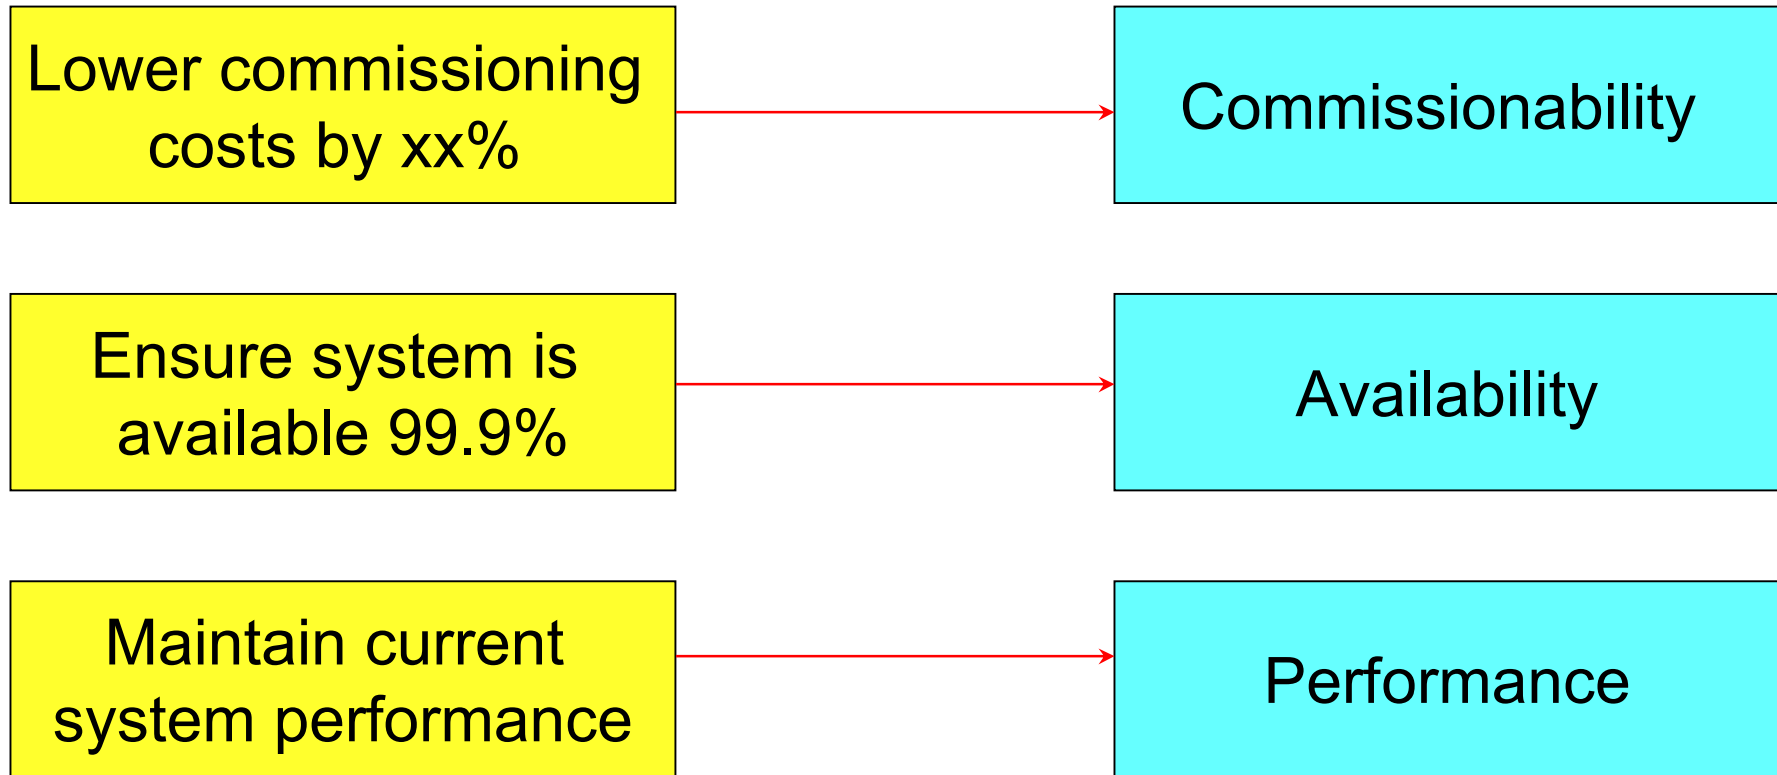 Lower commissioning
costs by xx%
Commissionability
Ensure system is
available 99.9%
Availability
Maintain current
system performance
Performance